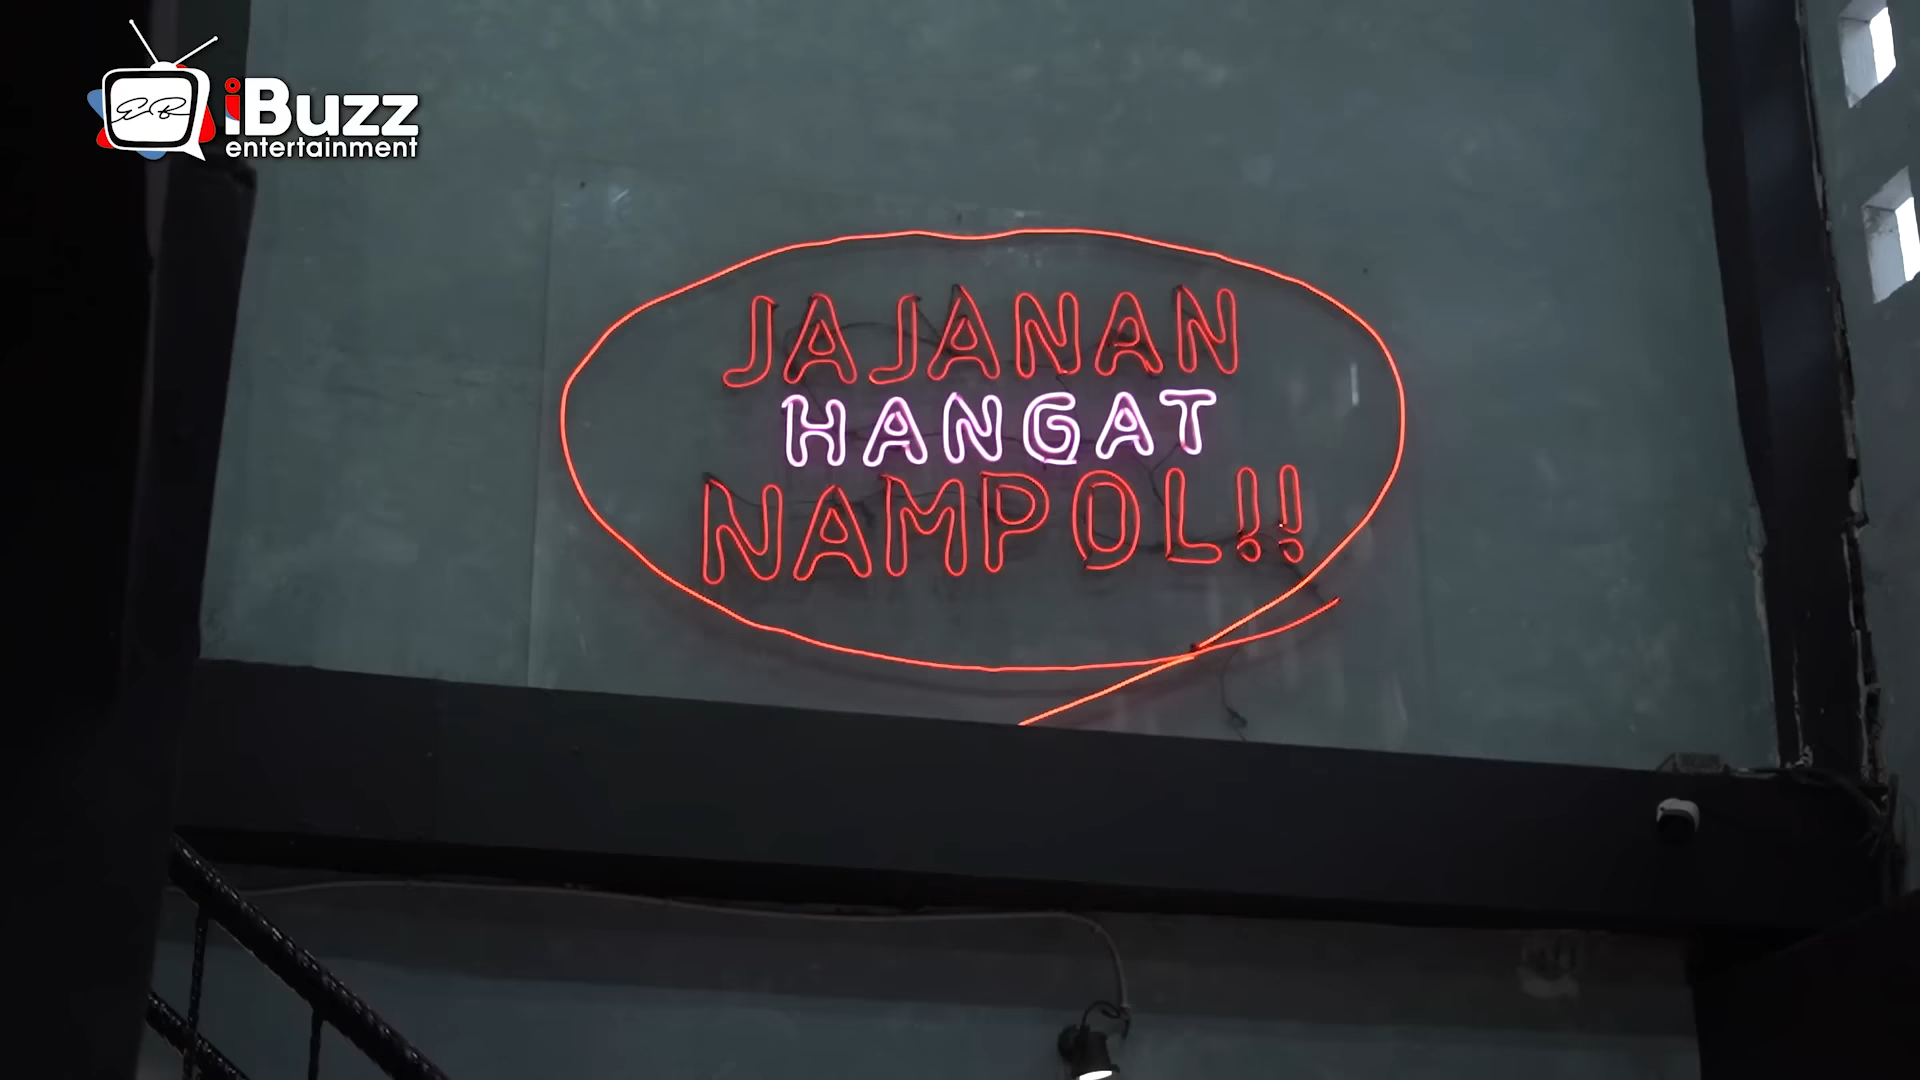 iBuzz
entertainment
JAJANAN
HANGAT
NAMPOL!!